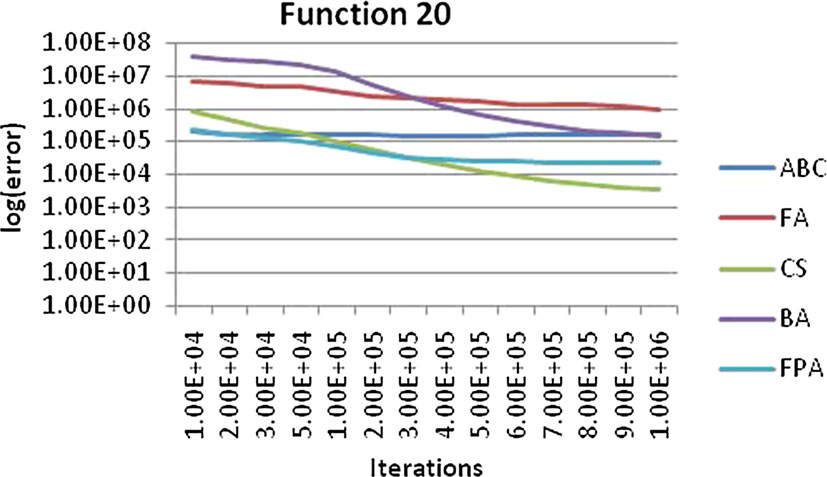 Function 20
log(error)
1.00E+08
1.00E+07
1.00E+06
1.00E+05
1.00E+04
1.00E+03
1.00E+02
1.00E+01
1.00E+00
1.00E+04
2.00E+04
3.00E+04
5.00E+04
1.00E+05
2.00E+05
3.00E+05
4.00E+05
5.00E+05
6.00E+05
7.00E+05
8.00E+05
9.00E+05
1.00E+06
Iterations
ABC
FA
CS
BA
FPA